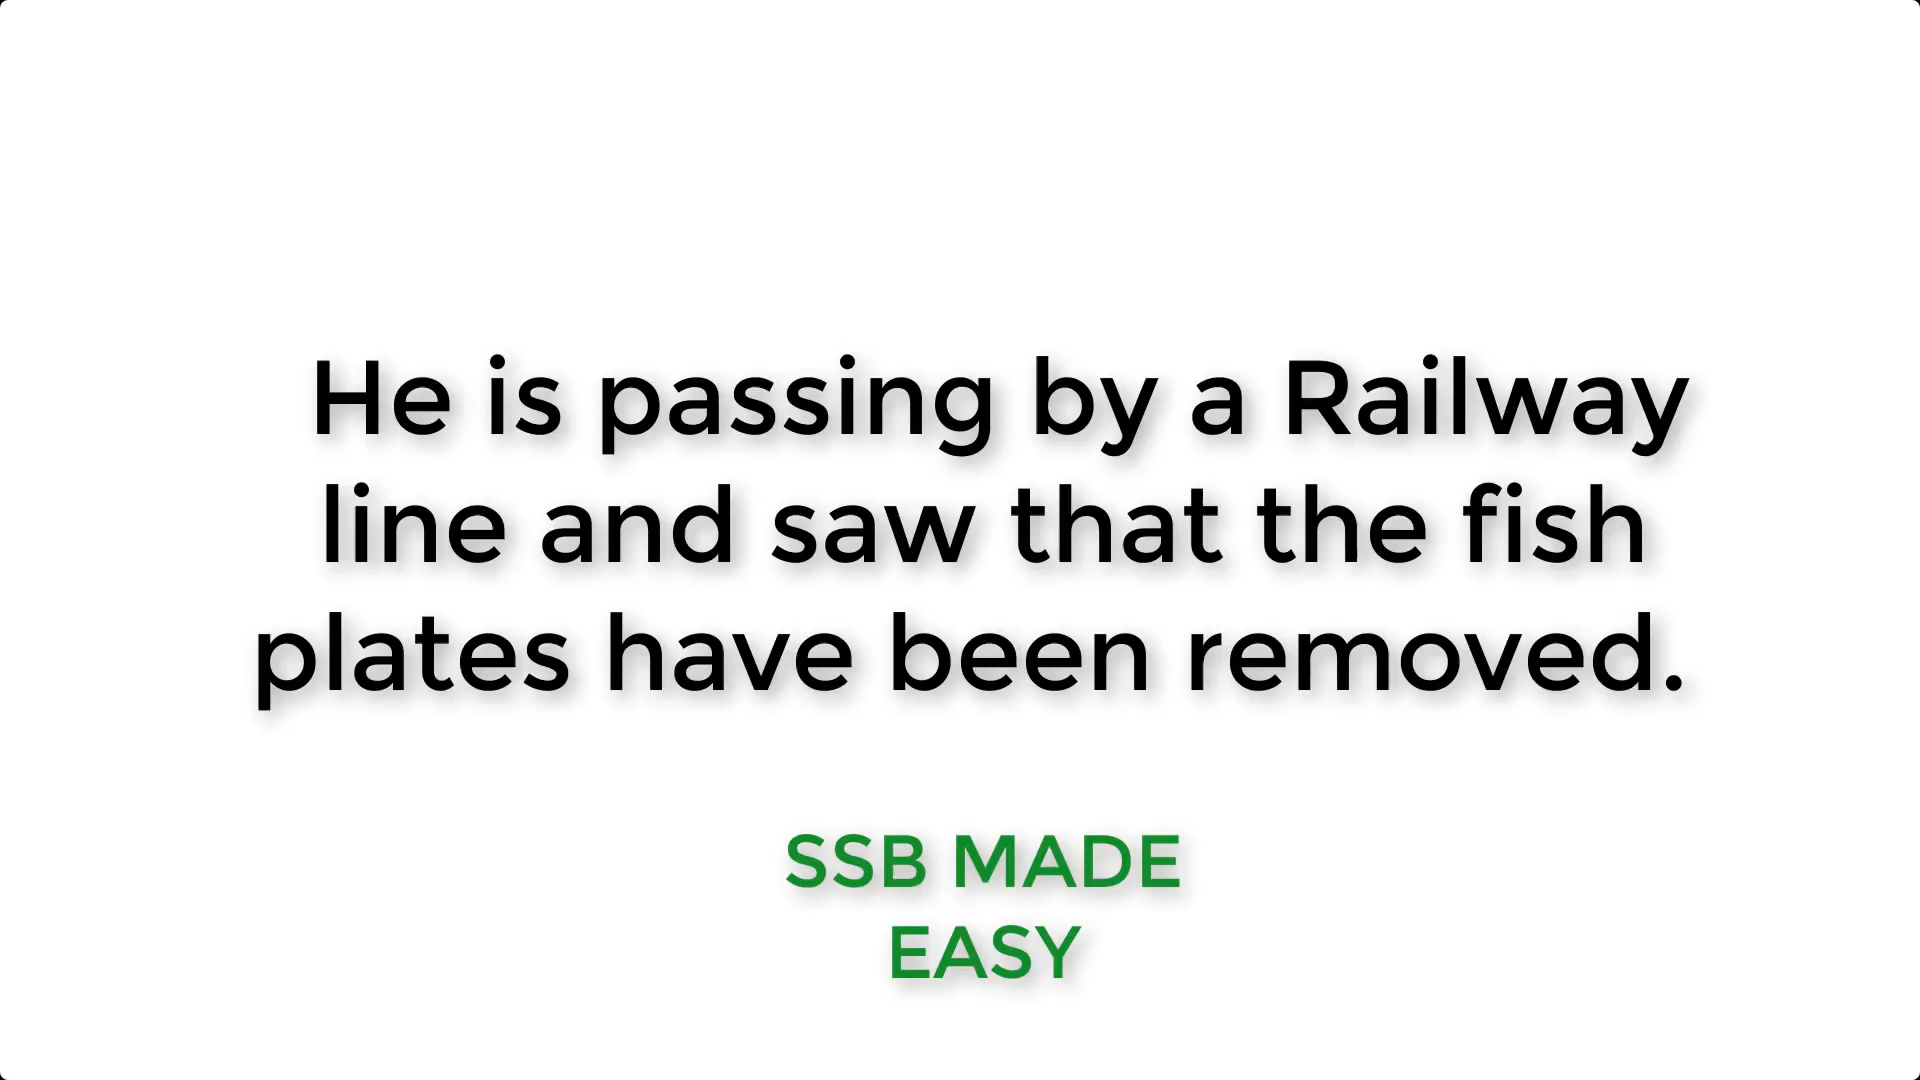 He is passing by a Railway
line and saw that the fish
plates have been removed.
SSB MADE
EASY